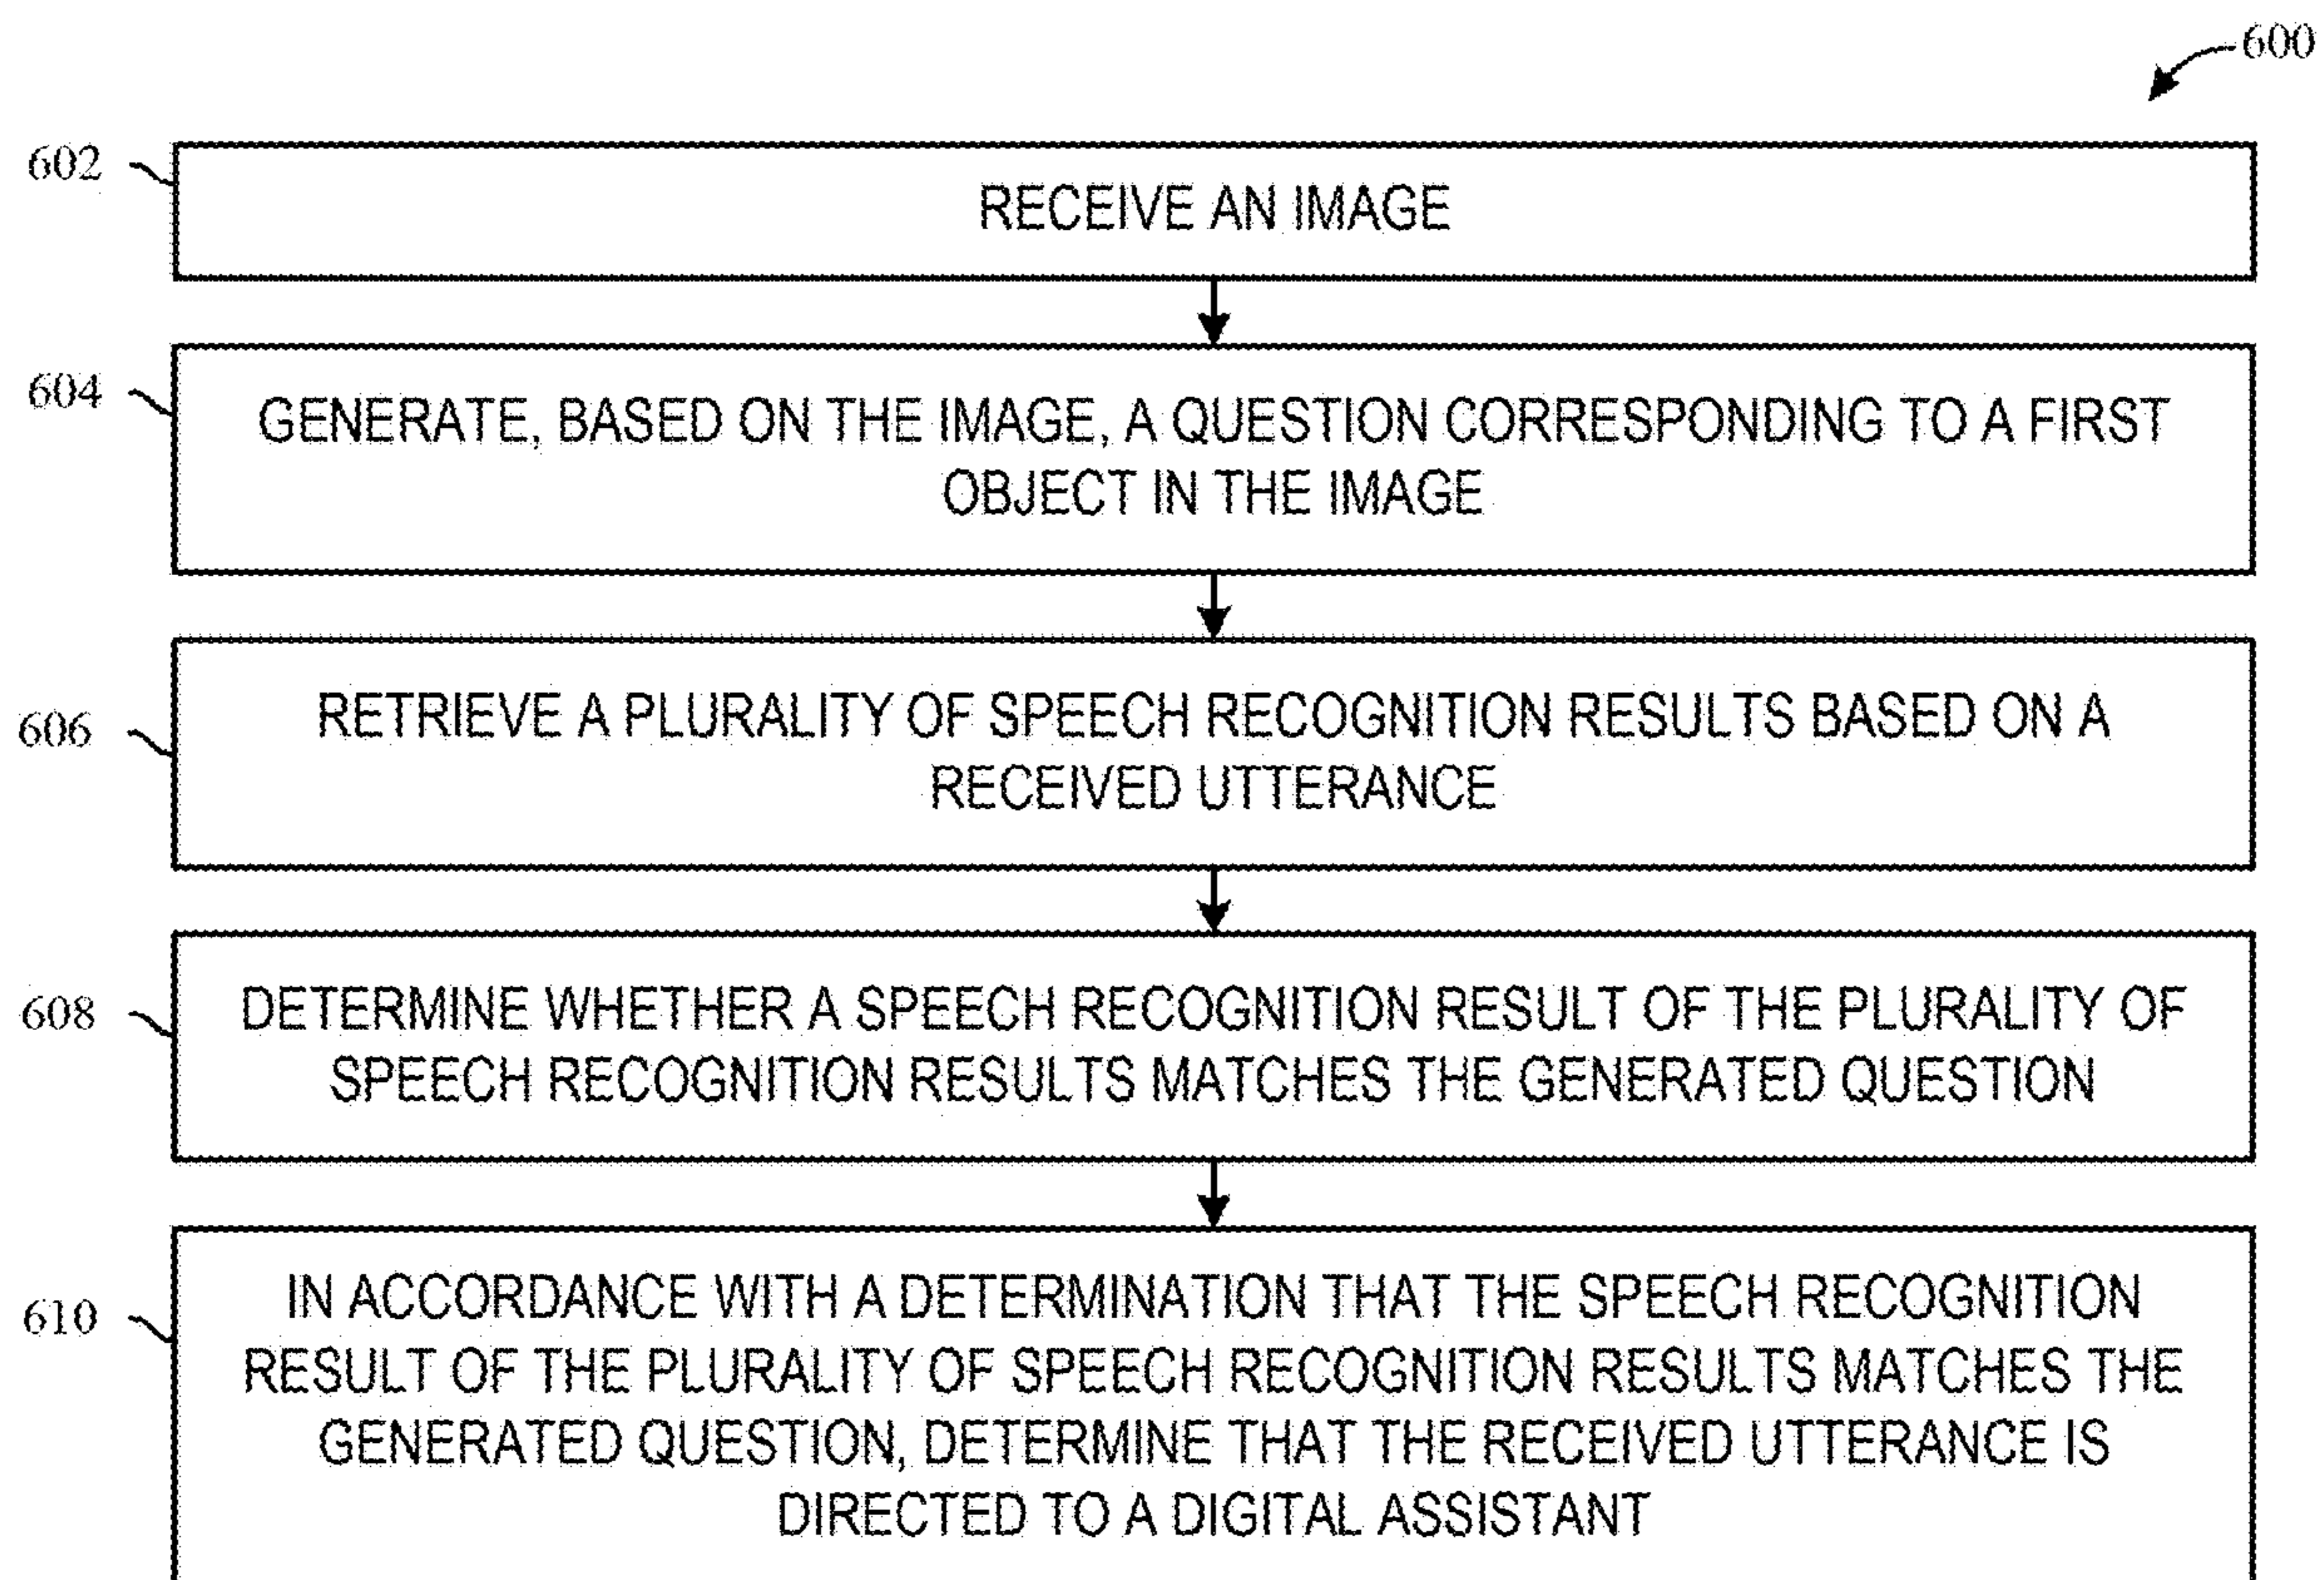 600
602
RECEIVE AN IMAGE
604
GENERATE, BASED ON THE IMAGE, A QUESTION CORRESPONDING TO A FIRST
OBJECT IN THE IMAGE
606
RETRIEVE A PLURALITY OF SPEECH RECOGNITION RESULTS BASED ON A
RECEIVED UTTERANCE
608
DETERMINE WHETHER A SPEECH RECOGNITION RESULT OF THE PLURALITY OF
SPEECH RECOGNITION RESULTS MATCHES THE GENERATED QUESTION
610
IN ACCORDANCE WITH A DETERMINATION THAT THE SPEECH RECOGNITION
RESULT OF THE PLURALITY OF SPEECH RECOGNITION RESULTS MATCHES THE
GENERATED QUESTION, DETERMINE THAT THE RECEIVED UTTERANCE IS
DIRECTED TO A DIGITAL ASSISTANT